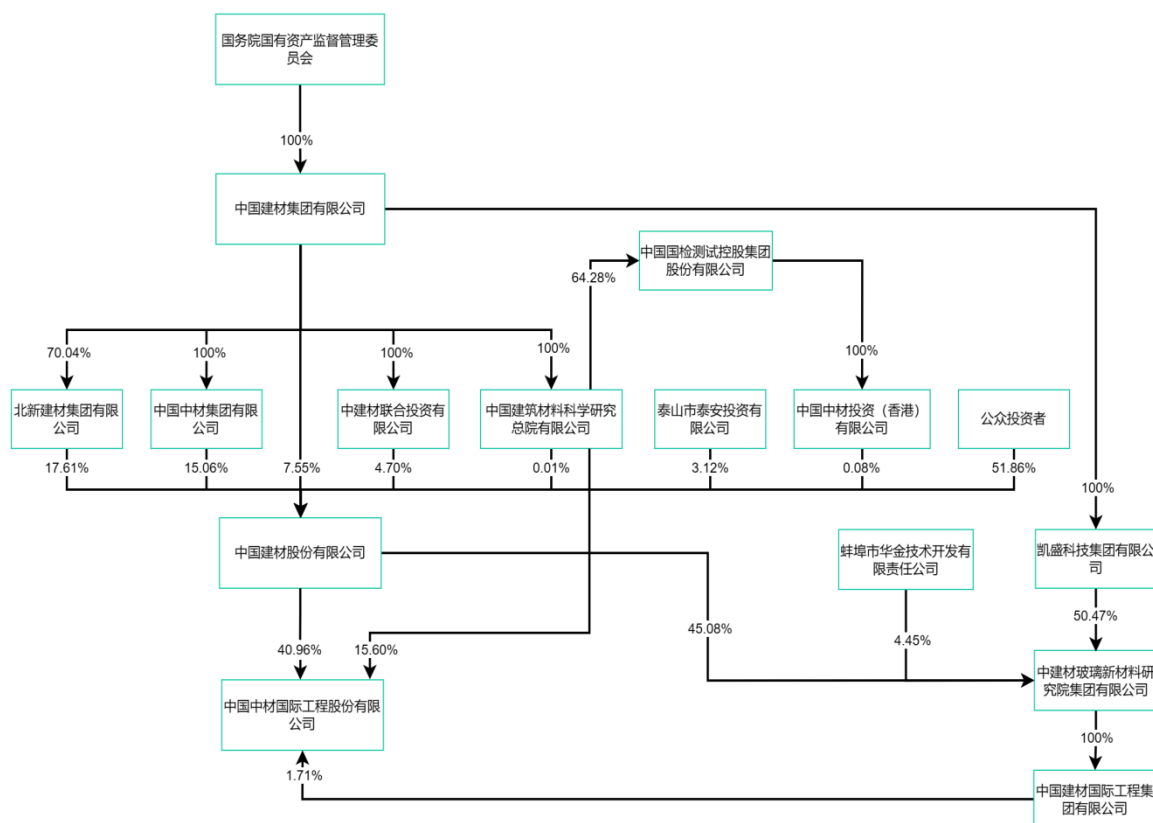 国务院国有资产监督管理委
员会
100%
中国建材集团有限公司
中国国检测试控股集团
股份有限公司
64.28%
70.04%
100%
100%
100%
100%
北新建材集团有限
公司
中国中材集团有限
公司
中建材联合投资有
限公司
中国建筑材料科学研究
总院有限公司
泰山市泰安投资有
限公司
中国中材投资（香港）
有限公司
公众投资者
17.61%
15.06%
7.55%
4.70%
0.01%
3.12%
0.08%
51.86%
100%
中国建材股份有限公司
蚌埠市华金技术开发有
限责任公司
凯盛科技集团有限公
司
40.96%
15.60%
45.08%
4.45%
50.47%
中国中材国际工程股份有限
公司
中建材玻璃新材料研
究院集团有限公司
100%
1.71%
中国建材国际工程集
团有限公司